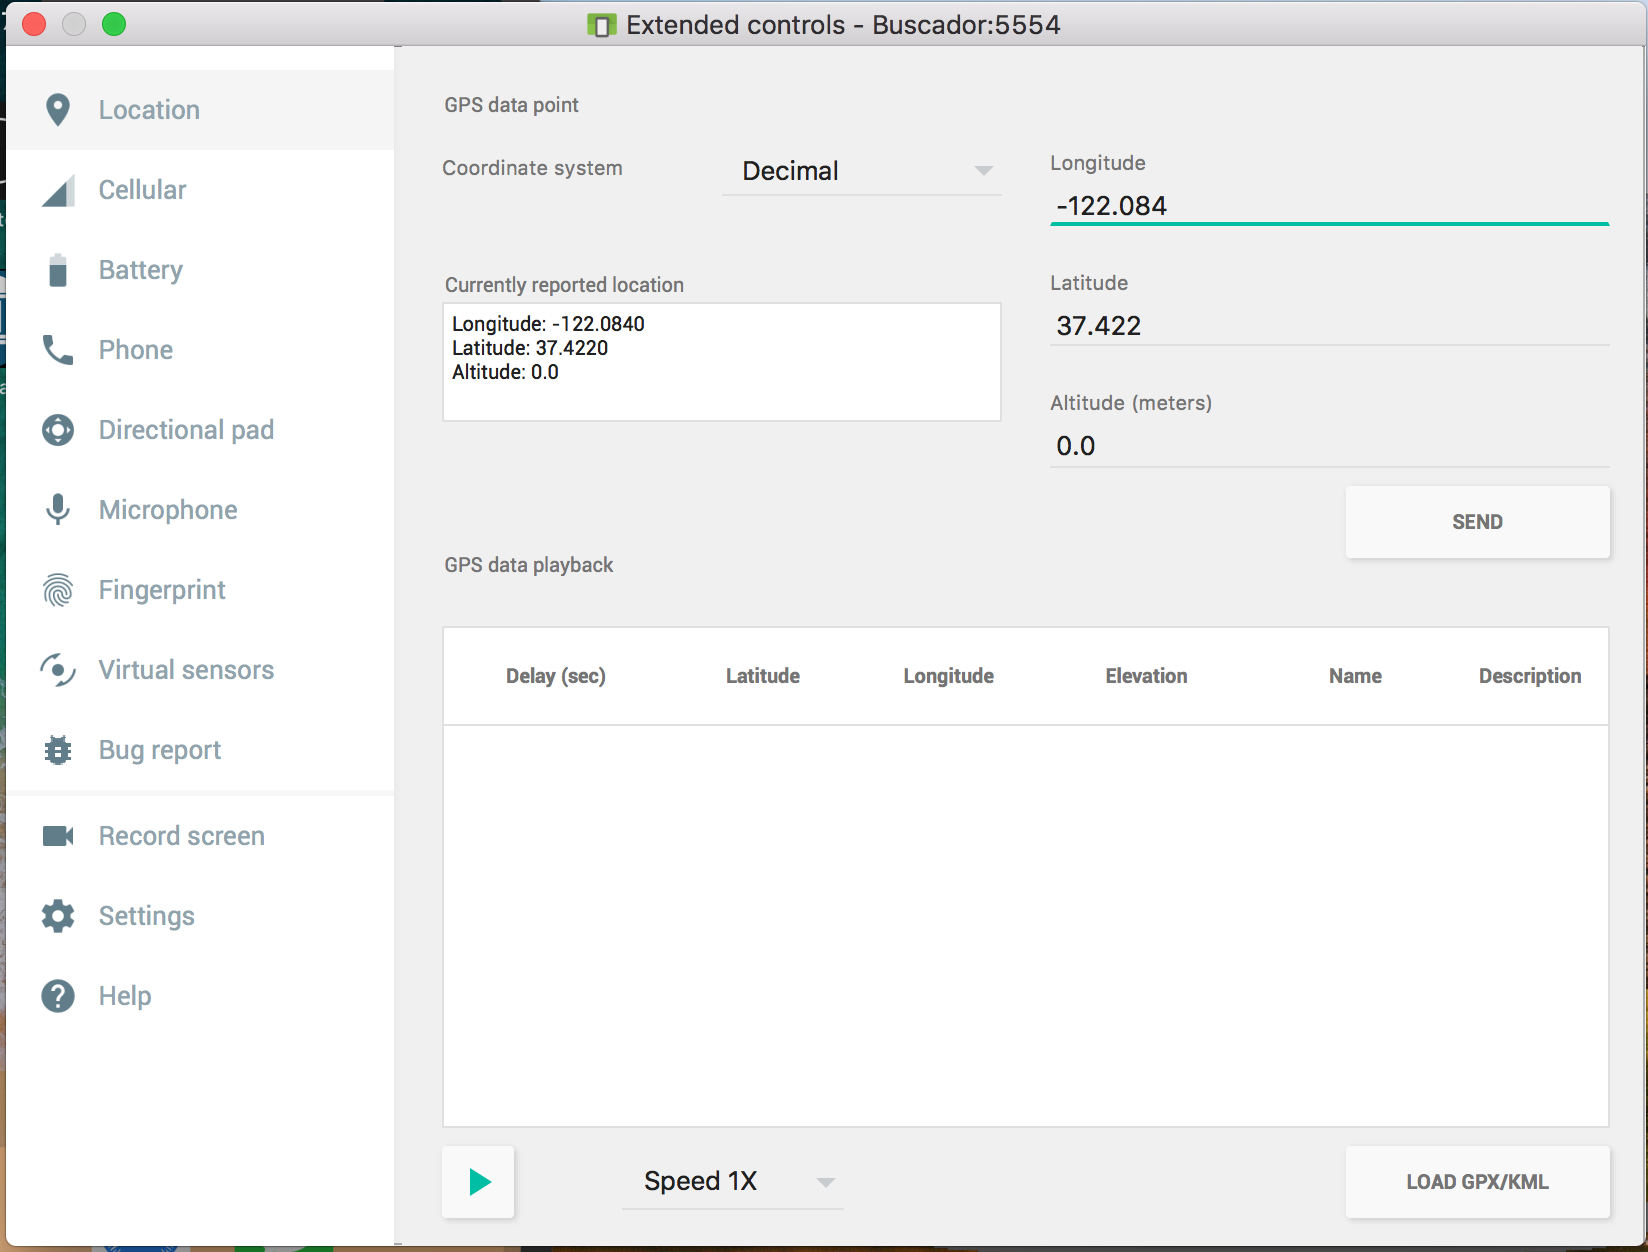 Extended controls - Buscador:5554
Location
Cellular
Battery
Phone
Directional pad
Microphone
Fingerprint
Virtual sensors
Bug report
Record screen
Settings
Help
GPS data point
Coordinate system
Decimal
Longitude
-122.084
Currently reported location
Longitude: -122.0840
Latitude: 37.4220
Altitude: 0.0
Latitude
37.422
Altitude (meters)
0.0
SEND
GPS data playback
Delay (sec) Latitude Longitude Elevation Name Description
Speed 1X
LOAD GPX/KML